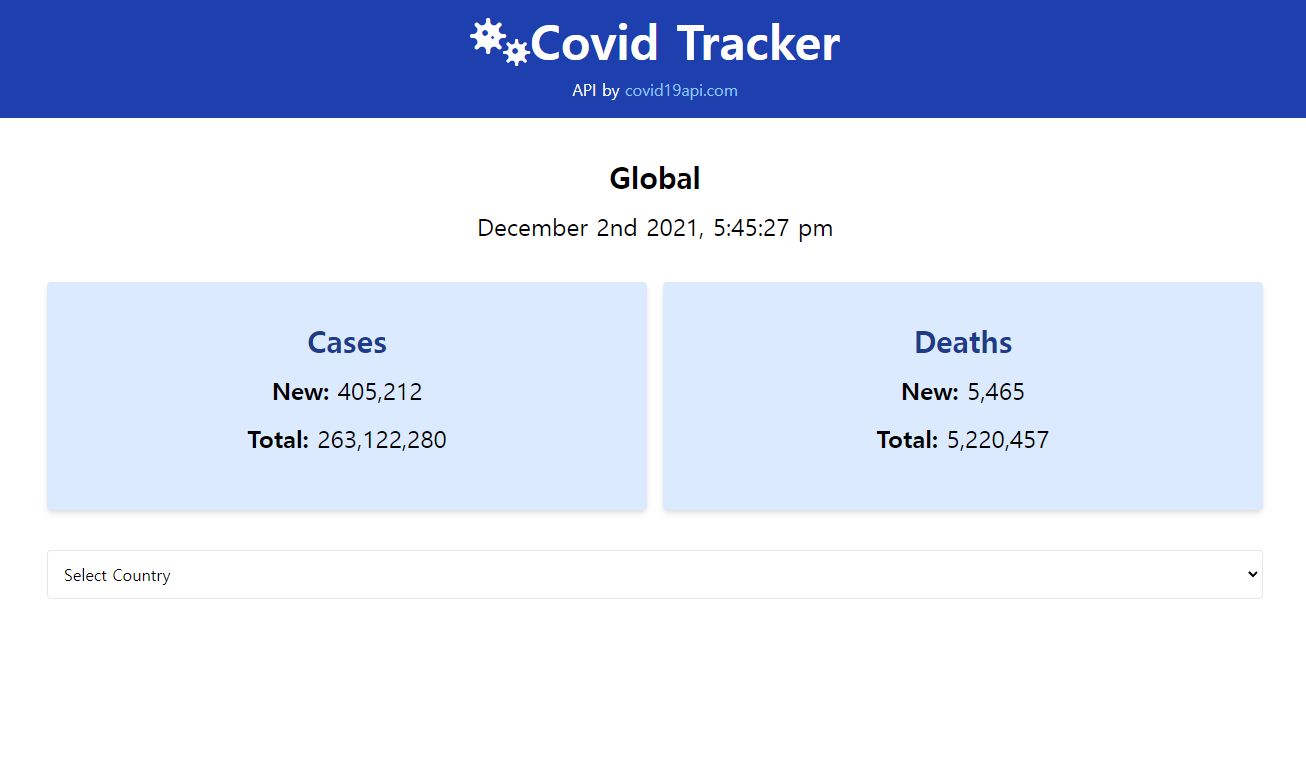 Covid Tracker
API by covid19api.com
Global
December 2nd 2021, 5:45:27 pm
Cases
New: 405,212
Total: 263,122,280
Deaths
New: 5,465
Total: 5,220,457
Select Country